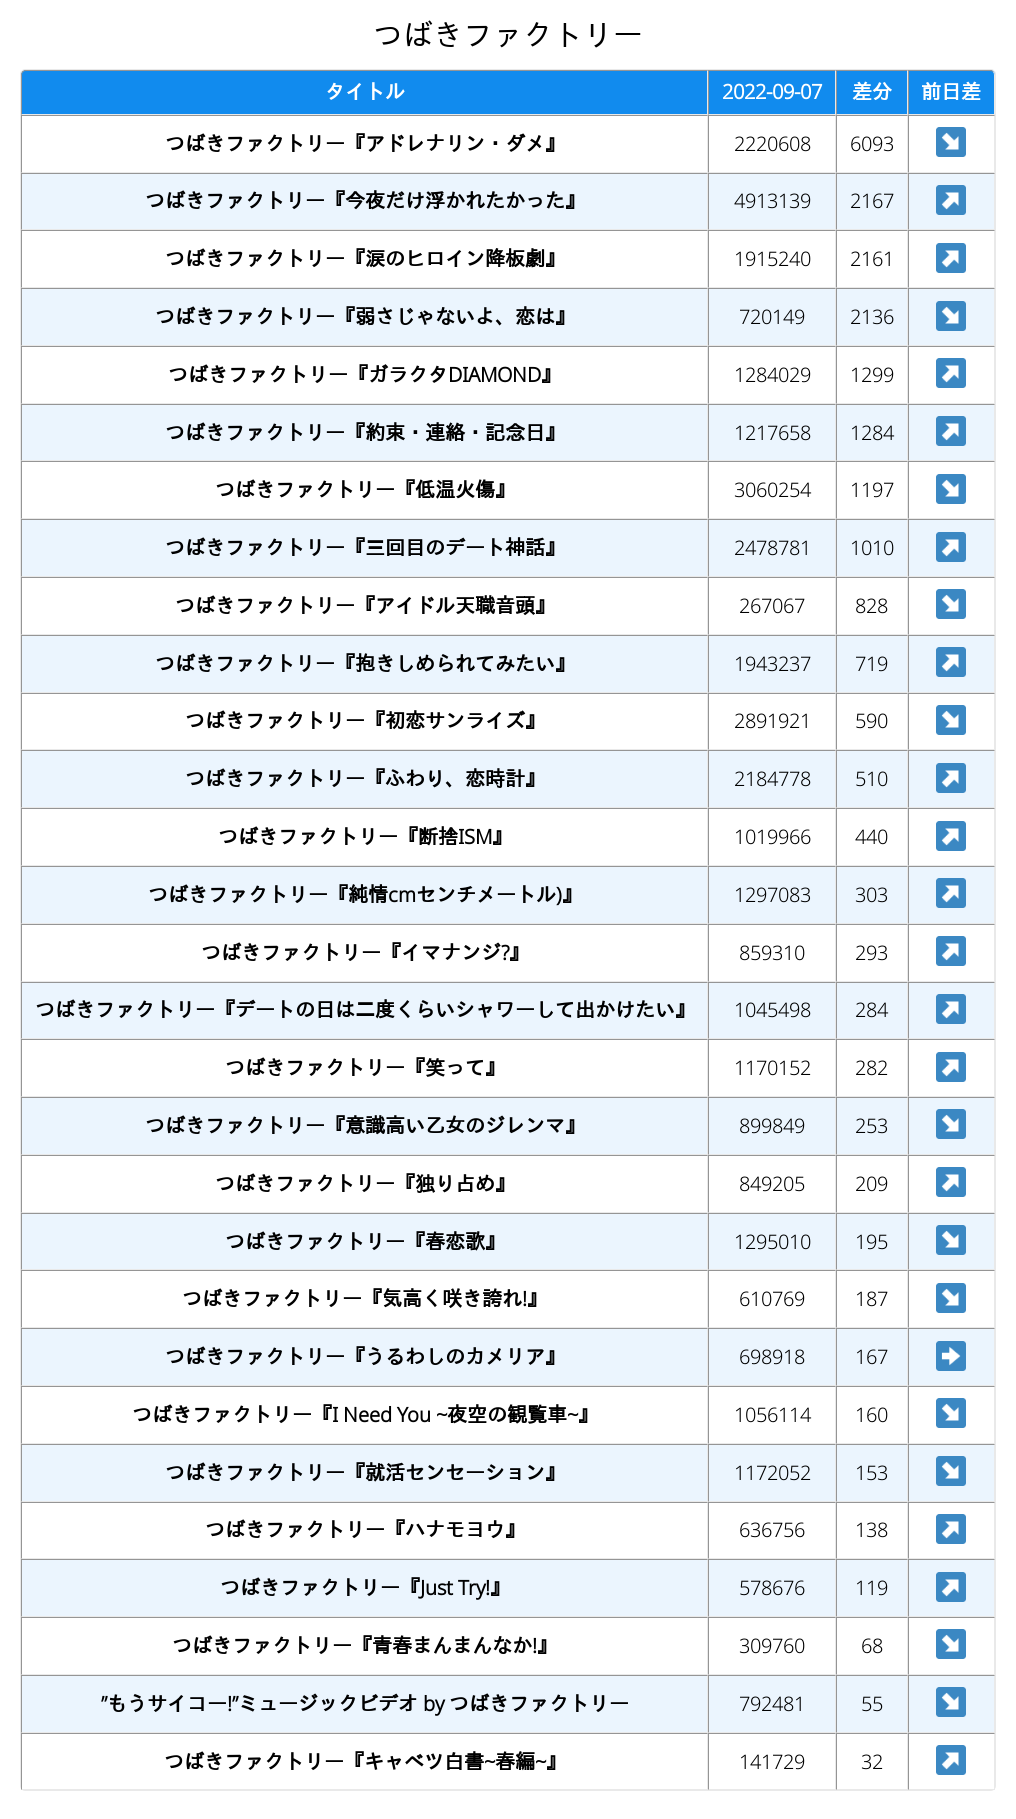 つばきファクトリー
タイトル 2022-09-07 差分 前日差
つばきファクトリー『アドレナリン・ダメ』 2220608 6093 ↘
つばきファクトリー『今夜だけ浮かれたかった』 4913139 2167 ↗
つばきファクトリー『涙のヒロイン降板劇』 1915240 2161 ↗
つばきファクトリー『弱さじゃないよ、恋は』 720149 2136 ↘
つばきファクトリー『ガラクタDIAMOND』 1284029 1299 ↗
つばきファクトリー『約束・連絡・記念日』 1217658 1284 ↗
つばきファクトリー『低温火傷』 3060254 1197 ↘
つばきファクトリー『三回目のデート神話』 2478781 1010 ↗
つばきファクトリー『アイドル天職音頭』 267067 828 ↘
つばきファクトリー『抱きしめられてみたい』 1943237 719 ↗
つばきファクトリー『初恋サンライズ』 2891921 590 ↘
つばきファクトリー『ふわり、恋時計』 2184778 510 ↗
つばきファクトリー『断捨ISM』 1019966 440 ↗
つばきファクトリー『純情cmセンチメートル)』 1297083 303 ↗
つばきファクトリー『イマナンジ?』 859310 293 ↗
つばきファクトリー『デートの日は二度くらいシャワーして出かけたい』 1045498 284 ↗
つばきファクトリー『笑って』 1170152 282 ↗
つばきファクトリー『意識高い乙女のジレンマ』 899849 253 ↘
つばきファクトリー『独り占め』 849205 209 ↗
つばきファクトリー『春恋歌』 1295010 195 ↘
つばきファクトリー『気高く咲き誇れ!』 610769 187 ↘
つばきファクトリー『うるわしのカメリア』 698918 167 →
つばきファクトリー『I Need You ~夜空の観覧車~』 1056114 160 ↘
つばきファクトリー『就活センセーション』 1172052 153 ↘
つばきファクトリー『ハナモヨウ』 636756 138 ↗
つばきファクトリー『Just Try!』 578676 119 ↗
つばきファクトリー『青春まんまんなか!』 309760 68 ↘
”もうサイコー!”ミュージックビデオ by つばきファクトリー 792481 55 ↘
つばきファクトリー『キャベツ白書~春編~』 141729 32 ↗